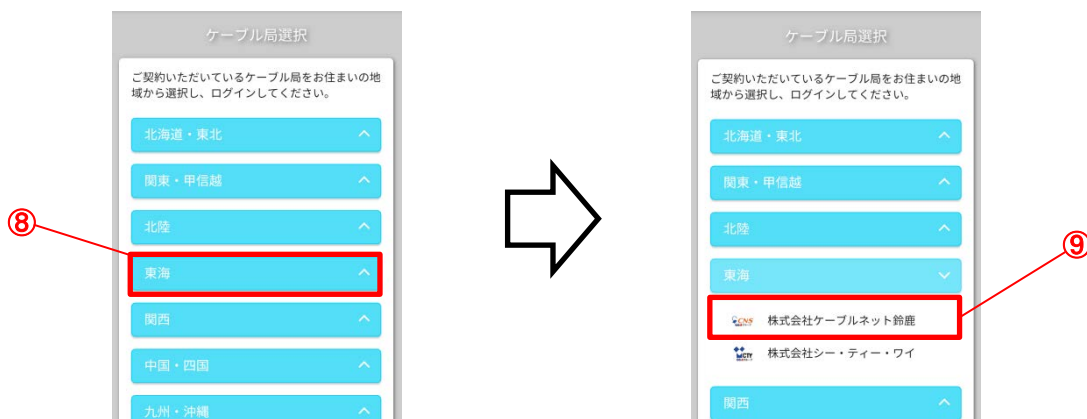 ケーブル局選択
ご契約いただいているケーブル局をお住まいの地
域から選択し、ログインしてください。
北海道・東北
関東・甲信越
北陸
⑧
東海
関西
中国・四国
九州・沖縄
ケーブル局選択
ご契約いただいているケーブル局をお住まいの地
域から選択し、ログインしてください。
北海道・東北
関東・甲信越
北陸
⑨
東海
CNS 株式会社ケーブルネット鈴鹿
CTY 株式会社シー・ティー・ワイ
関西